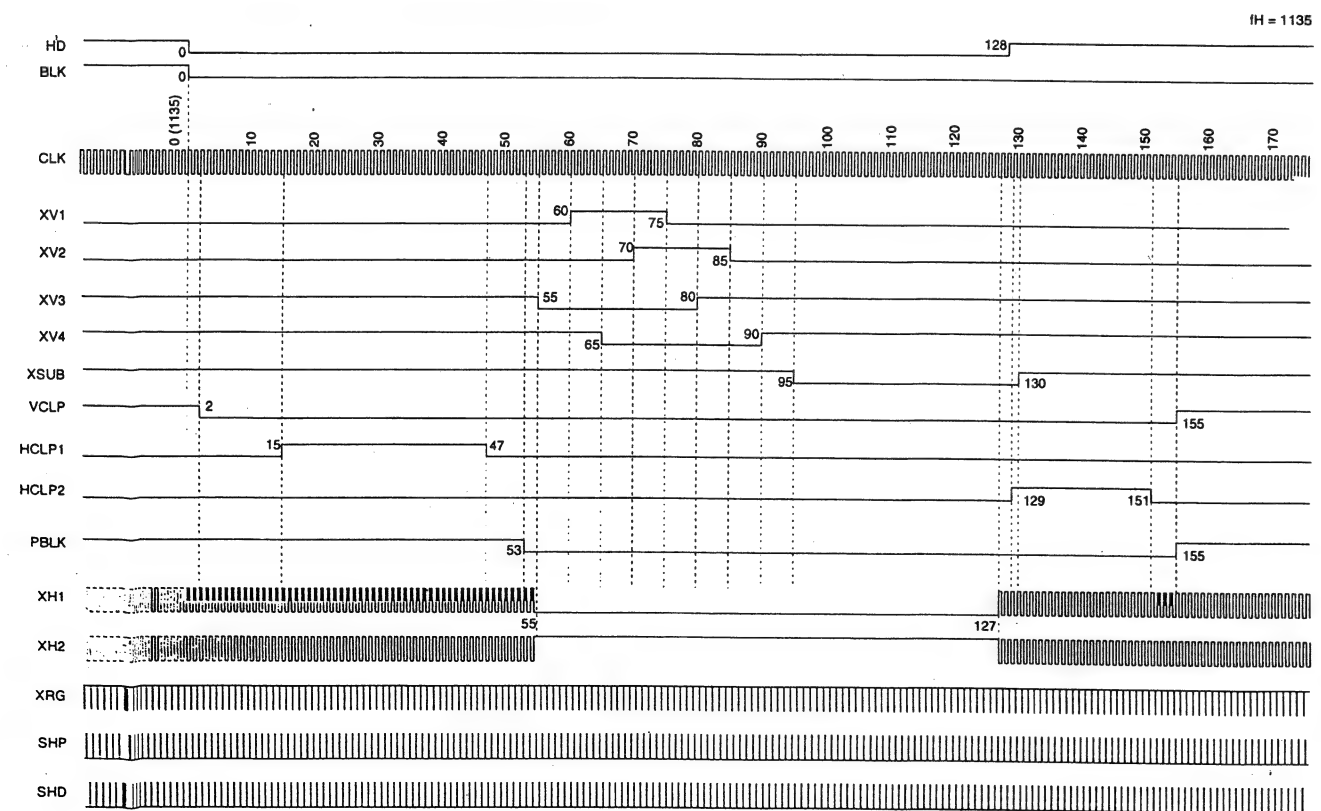 fH = 1135
HD
0
128
BLK
0
0 (1135)
10
20
30
40
50
60
70
80
90
100
110
120
130
140
150
160
170
CLK
XV1
60
75
XV2
70
85
XV3
55
80
XV4
65
90
XSUB
95
130
VCLP
2
155
HCLP1
15
47
HCLP2
129
151
PBLK
53
155
XH1
55
127
XH2
XRG
SHP
SHD